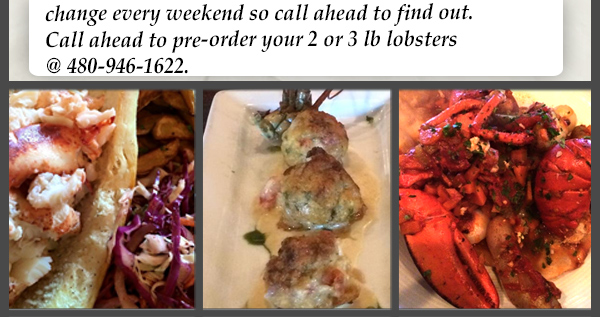 change every weekend so call ahead to find out.
Call ahead to pre-order your 2 or 3 lb lobsters
@ 480-946-1622.